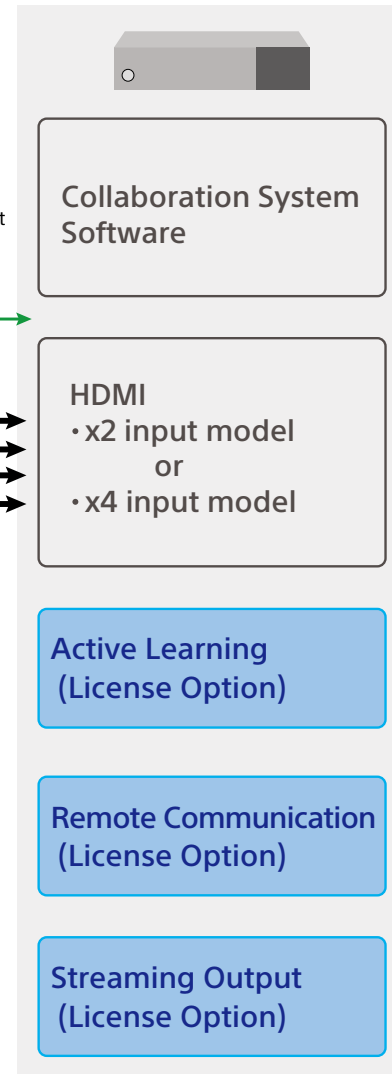 Collaboration System
Software
HDMI
・x2 input model
or
・x4 input model
Active Learning
(License Option)
Remote Communication
(License Option)
Streaming Output
(License Option)